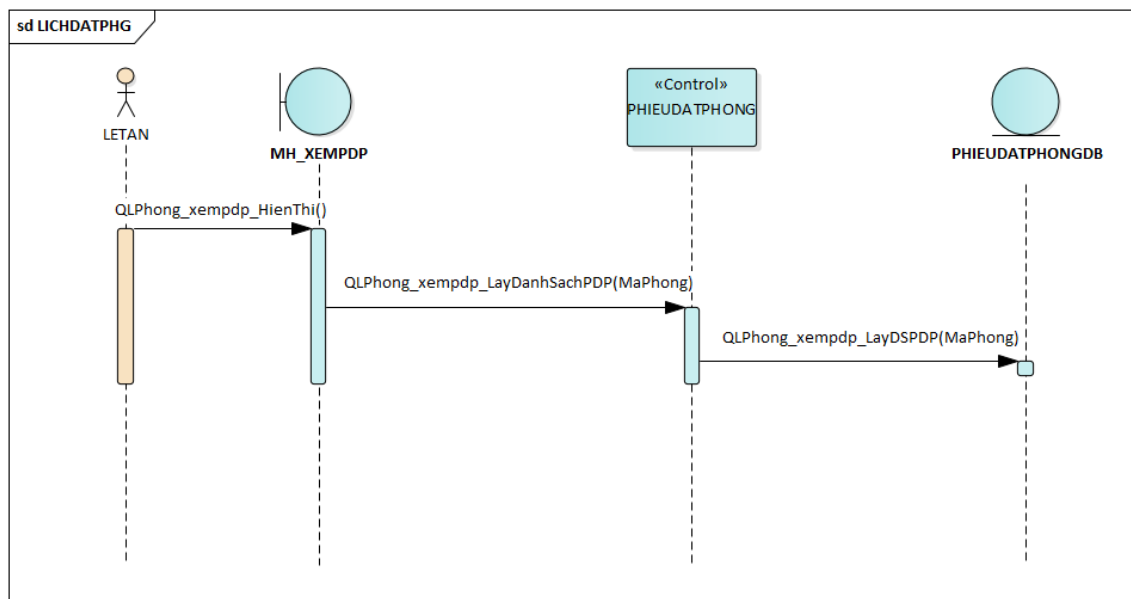 sd LICHDATPHG
LETAN
MH_XEMPDP
«Control»
PHIEUDATPHONG
PHIEUDATPHONGDB
QLPhong_xempdp_HienThi()
QLPhong_xempdp_LayDanhSachPDP(MaPhong)
QLPhong_xempdp_LayDSPDP(MaPhong)